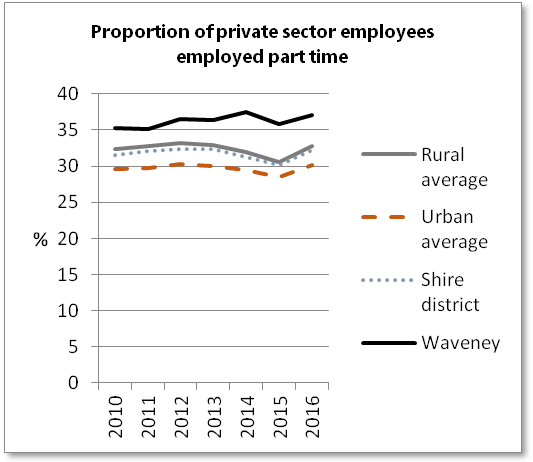 Proportion of private sector employees
employed part time
40
35
30
25
20
15
10
5
0
%
2010
2011
2012
2013
2014
2015
2016
Rural
average
Urban
average
Shire
district
Waveney